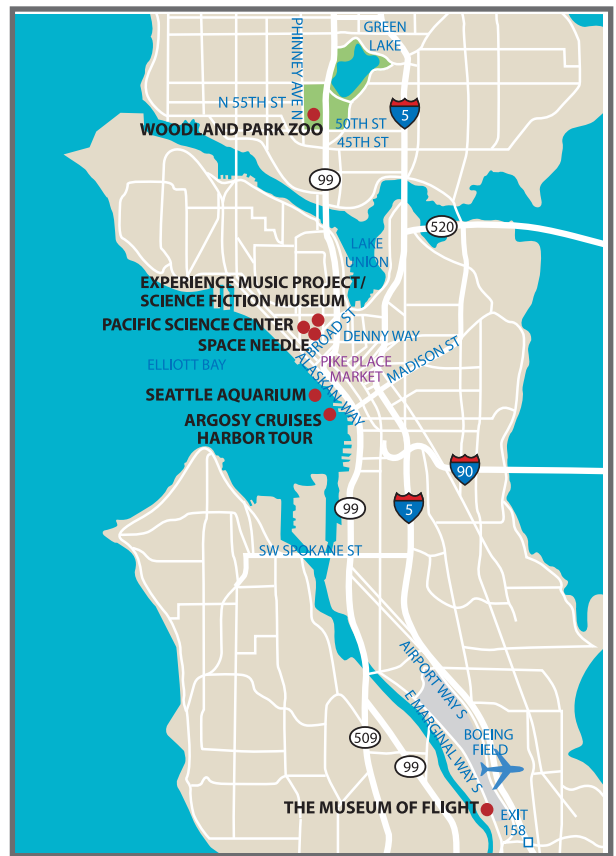 GREEN
LAKE
PHINNEY AVE N
N 55TH ST
WOODLAND PARK ZOO
50TH ST
45TH ST
5
99
520
LAKE
UNION
EXPERIENCE MUSIC PROJECT/
SCIENCE FICTION MUSEUM
PACIFIC SCIENCE CENTER
SPACE NEEDLE
BROAD ST
DENNY WAY
ELLIOTT BAY
ALASKAN WAY
PIKE PLACE
MARKET
MADISON ST
SEATTLE AQUARIUM
ARGOSY CRUISES
HARBOR TOUR
90
99
5
SW SPOKANE ST
AIRPORT WAY S
E MARGINAL WAY S
BOEING
FIELD
509
99
THE MUSEUM OF FLIGHT
EXIT
158